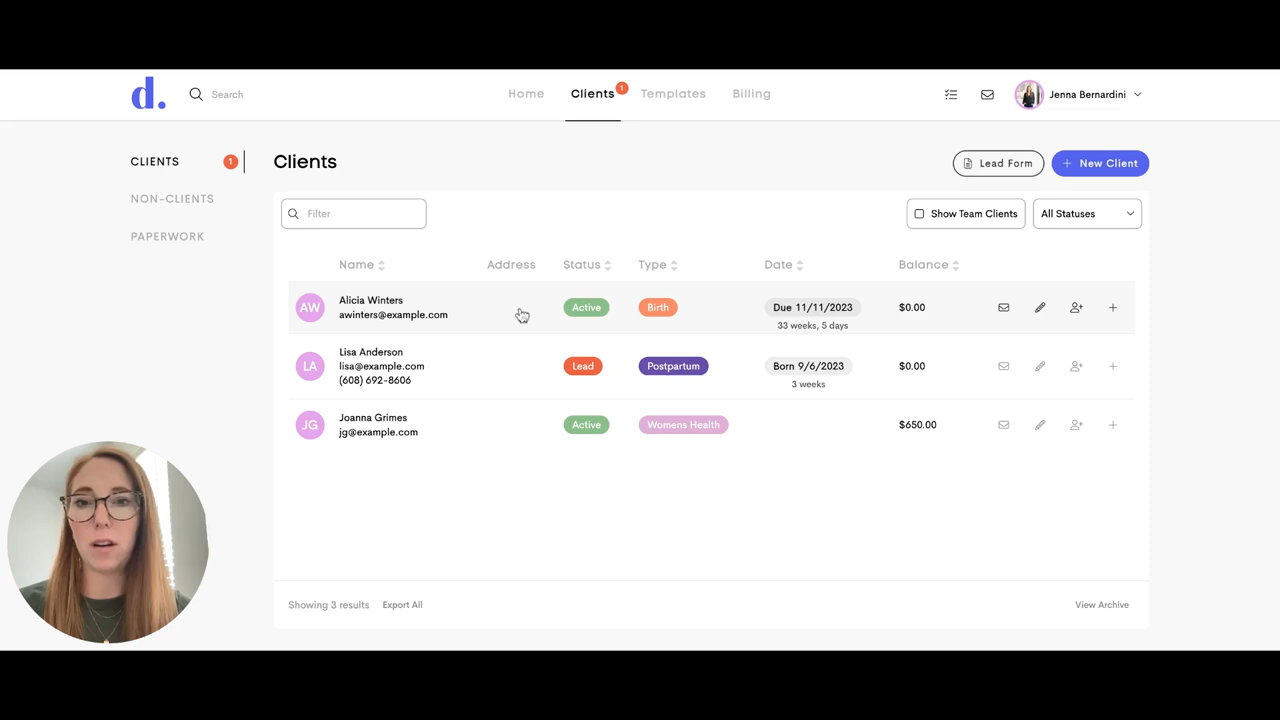 d.
Search
Home
Clients
1
Templates
Billing
Jenna Bernardini
CLIENTS
1
NON-CLIENTS
PAPERWORK
Clients
Lead Form
+ New Client
Filter
Show Team Clients
All Statuses
Name
Address
Status
Type
Date
Balance
AW
Alicia Winters
awinters@example.com
Active
Birth
Due 11/11/2023
33 weeks, 5 days
$0.00
LA
Lisa Anderson
lisa@example.com
(608) 692-8606
Lead
Postpartum
Born 9/6/2023
3 weeks
$0.00
JG
Joanna Grimes
jg@example.com
Active
Womens Health
$650.00
Showing 3 results
Export All
View Archive